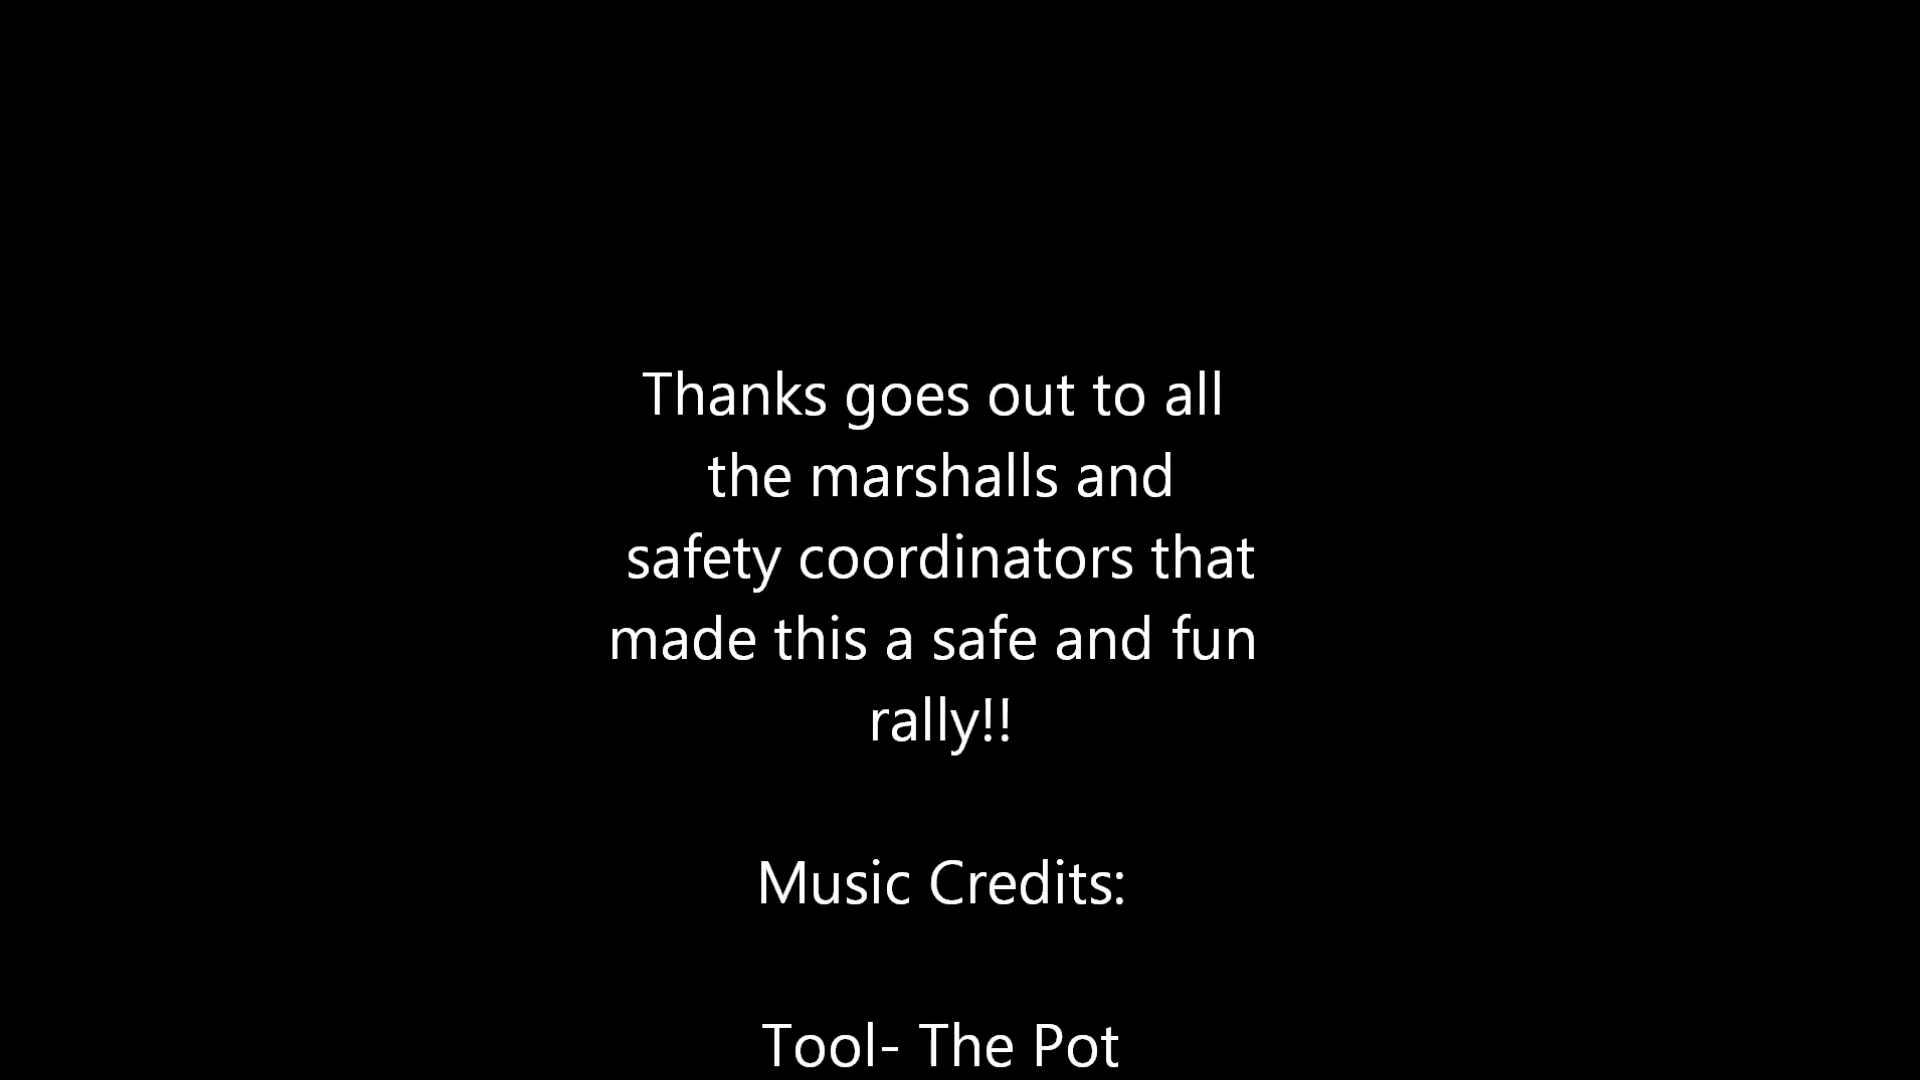 Thanks goes out to all
the marshalls and
safety coordinators that
made this a safe and fun
rally!!
Music Credits:
Tool- The Pot